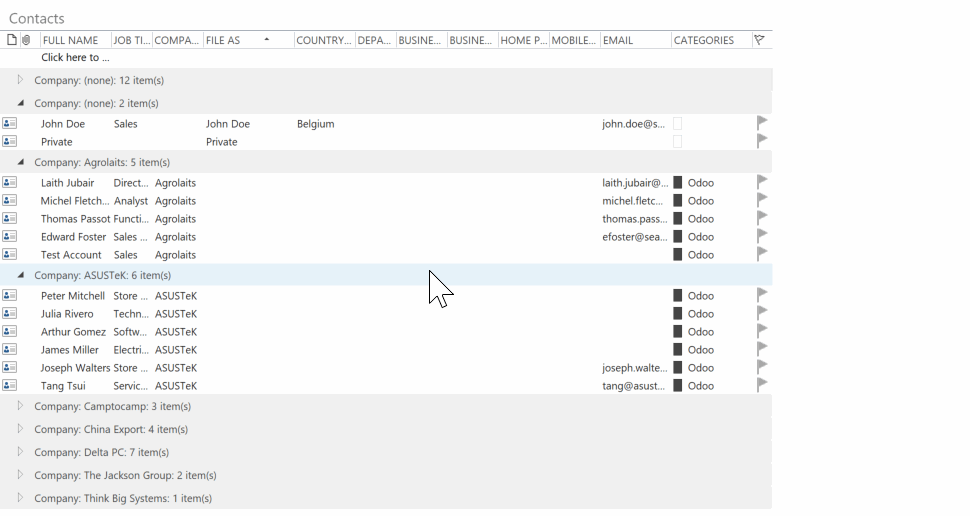 Contacts
FULL NAME JOB TI... COMPA... FILE AS COUNTRY... DEPA... BUSINE... BUSINE... HOME P... MOBILE... EMAIL CATEGORIES
Click here to ...
Company: (none): 12 item(s)
Company: (none): 2 item(s)
John Doe Sales John Doe Belgium john.doe@s...
Private Private
Company: Agrolaits: 5 item(s)
Laith Jubair Direct... Agrolaits laith.jubair@... Odoo
Michel Fletch... Analyst Agrolaits michel.fletc... Odoo
Thomas Passot Functi... Agrolaits thomas.pass... Odoo
Edward Foster Sales ... Agrolaits efoster@sea... Odoo
Test Account Sales Agrolaits Odoo
Company: ASUSTeK: 6 item(s)
Peter Mitchell Store ... ASUSTeK Odoo
Julia Rivero Techn... ASUSTeK Odoo
Arthur Gomez Softw... ASUSTeK Odoo
James Miller Electri... ASUSTeK Odoo
Joseph Walters Store ... ASUSTeK joseph.walte... Odoo
Tang Tsui Servic... ASUSTeK tang@asust... Odoo
Company: Camptocamp: 3 item(s)
Company: China Export: 4 item(s)
Company: Delta PC: 7 item(s)
Company: The Jackson Group: 2 item(s)
Company: Think Big Systems: 1 item(s)